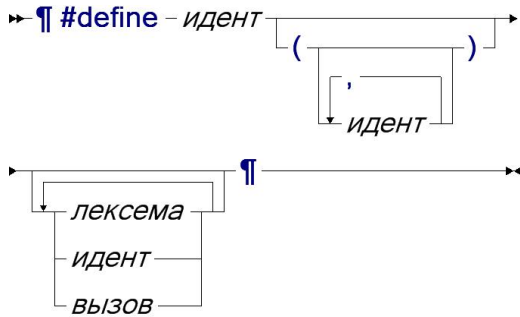 ¶ #define идент
( )
,
идент
¶
лексема
идент
вызов